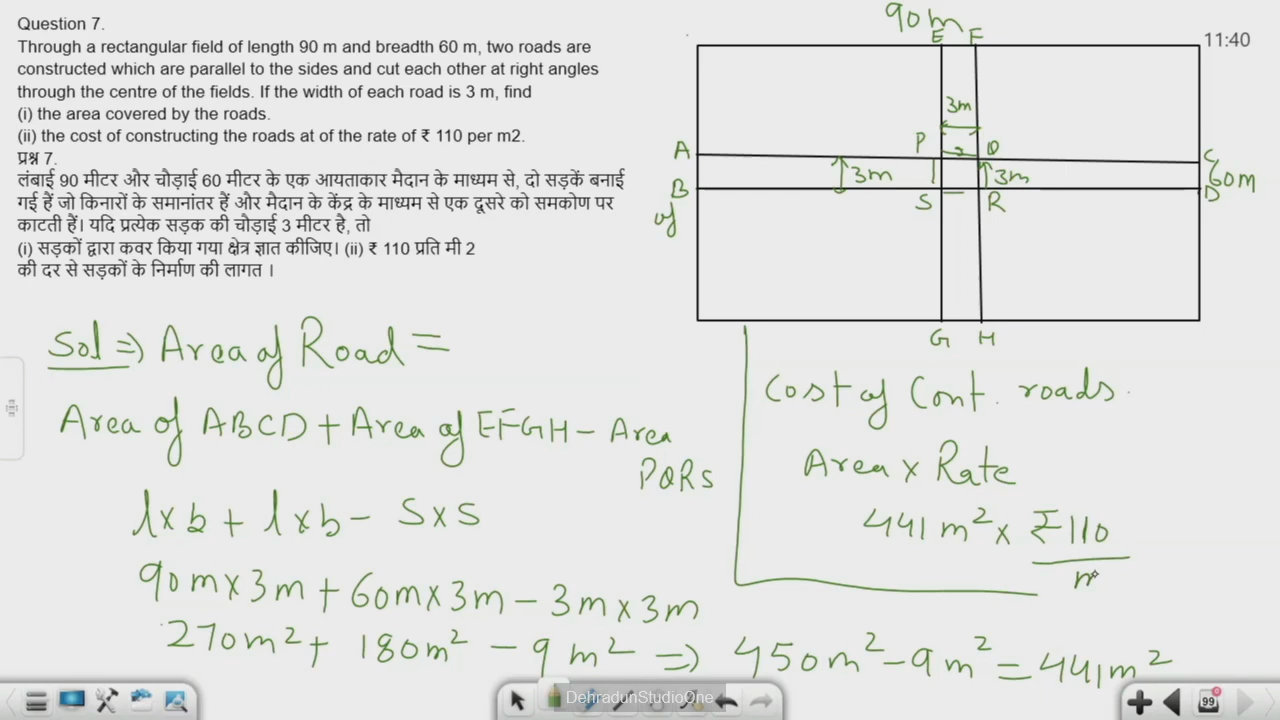 Question 7.
Through a rectangular field of length 90 m and breadth 60 m, two roads are
constructed which are parallel to the sides and cut each other at right angles
through the centre of the fields. If the width of each road is 3 m, find
(i) the area covered by the roads.
(ii) the cost of constructing the roads at of the rate of ₹ 110 per m2.
प्रश्न 7.
लंबाई 90 मीटर और चौड़ाई 60 मीटर के एक आयताकार मैदान के माध्यम से, दो सड़कें बनाई
गई हैं जो किनारों के समानांतर हैं और मैदान के केंद्र के माध्यम से एक दूसरे को समकोण पर
काटती हैं। यदि प्रत्येक सड़क की चौड़ाई 3 मीटर है, तो
(i) सड़कों द्वारा कवर किया गया क्षेत्र ज्ञात कीजिए। (ii) ₹ 110 प्रति मी 2
की दर से सड़कों के निर्माण की लागत ।
90 m
E F
11:40
3m
P Q
A C
3m 3m 60m
B D
S R
of
G H
Sol ⇒ Area of Road =
Area of ABCD + Area of EFGH - Area
PQRS
l x b + l x b - S x S
90m x 3m + 60m x 3m - 3m x 3m
270m² + 180m² - 9 m² ⇒ 450m² - 9m² = 441m²
Cost of Cont. roads.
Area x Rate
441 m² x ₹110
m
DehradunStudioOne
99